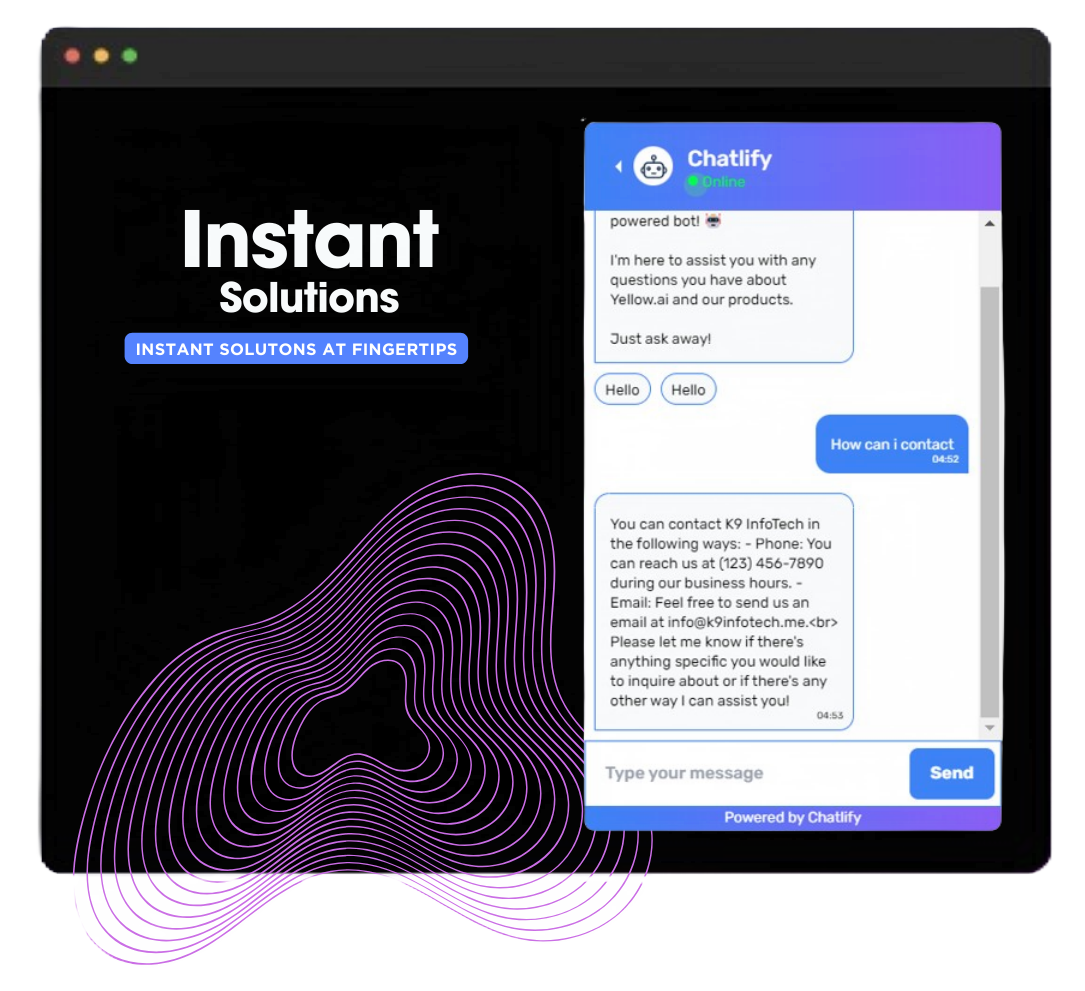 Instant
Solutions
INSTANT SOLUTONS AT FINGERTIPS
Chatlify
Online
powered bot!
I'm here to assist you with any
questions you have about
Yellow.ai and our products.
Just ask away!
Hello Hello
How can i contact
04:52
You can contact K9 InfoTech in
the following ways: - Phone: You
can reach us at (123) 456-7890
during our business hours. -
Email: Feel free to send us an
email at info@k9infotech.me.<br>
Please let me know if there's
anything specific you would like
to inquire about or if there's any
other way I can assist you!
04:53
Type your message
Send
Powered by Chatlify